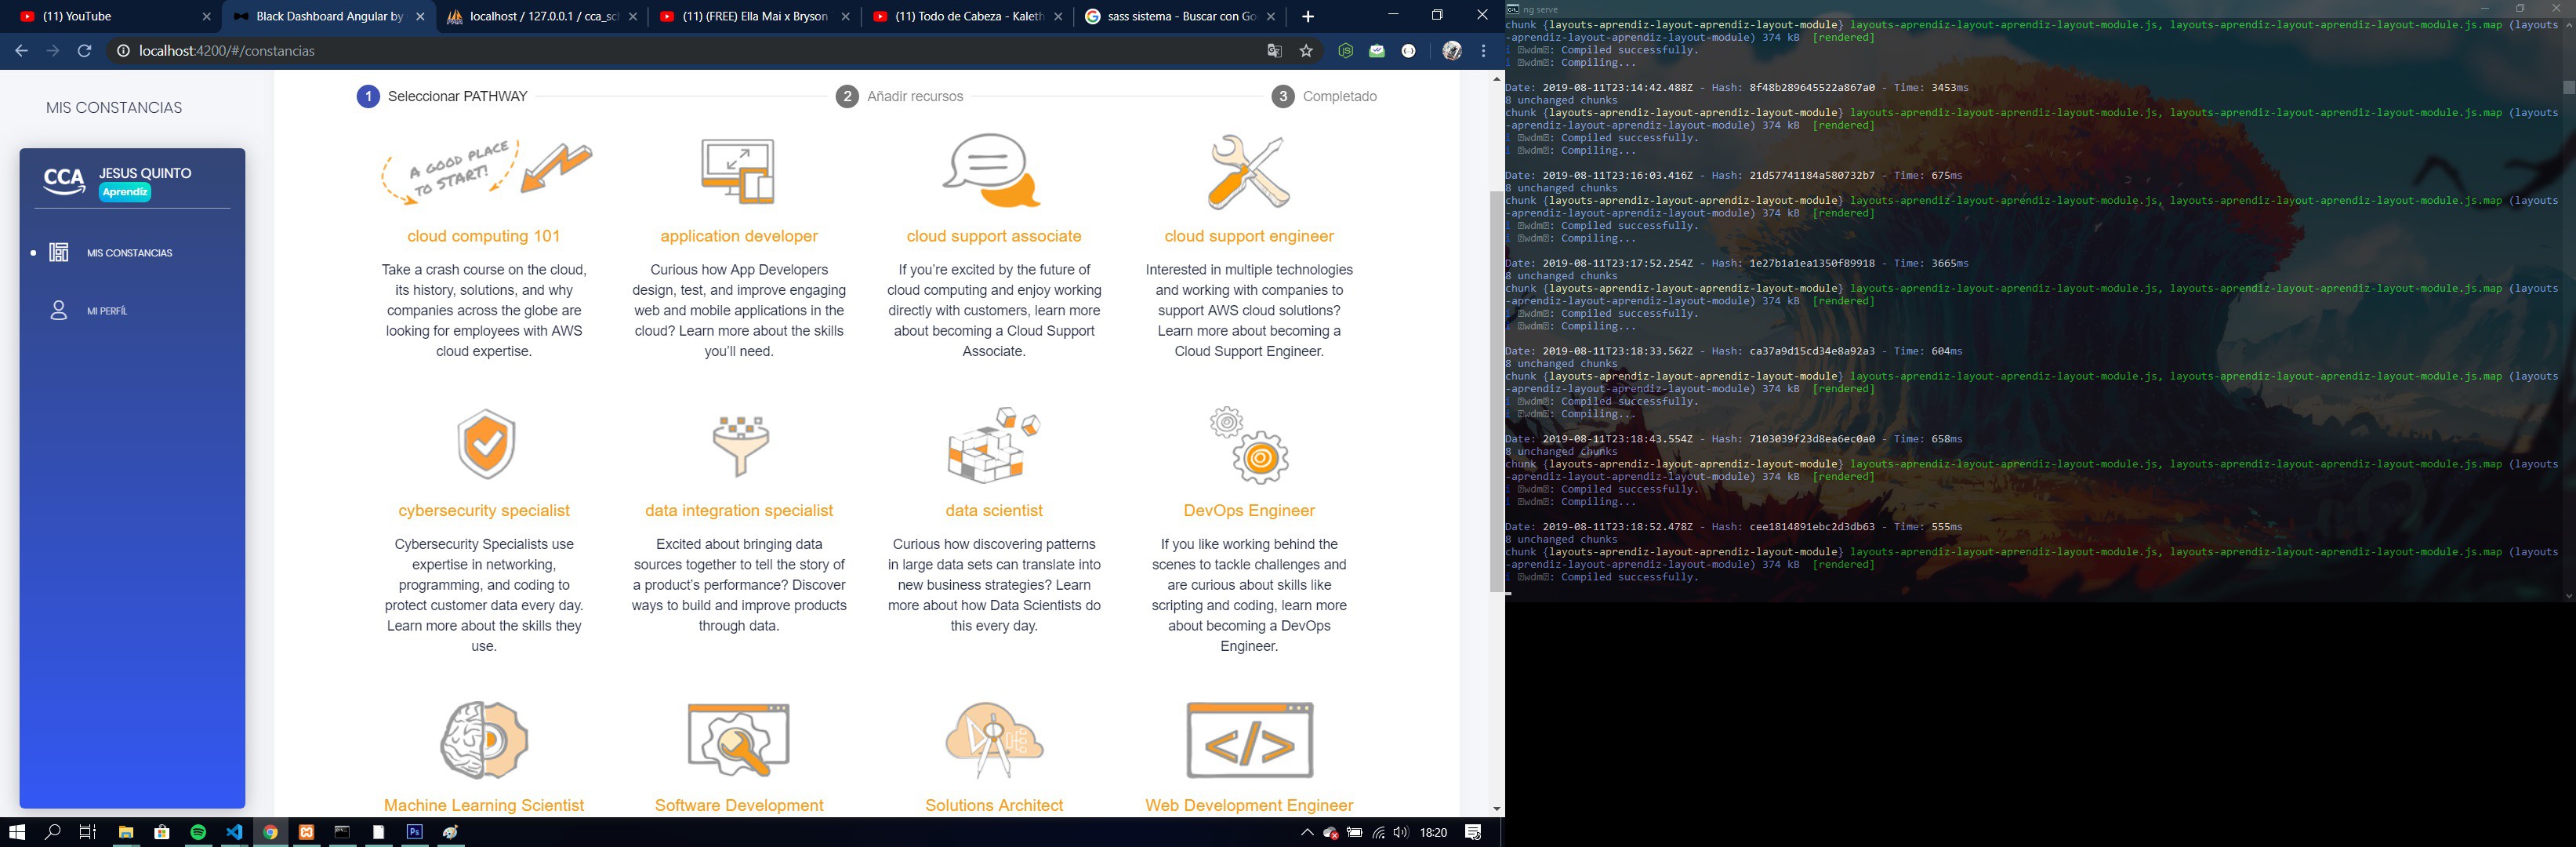 (11) YouTube
Black Dashboard Angular by
localhost / 127.0.0.1 / cca_sc
(11) (FREE) Ella Mai x Bryson
(11) Todo de Cabeza - Kaleth
sass sistema - Buscar con Go
localhost:4200/#/constancias
MIS CONSTANCIAS
CCA
JESUS QUINTO
Aprendiz
MIS CONSTANCIAS
MI PERFÍL
1 Seleccionar PATHWAY
2 Añadir recursos
3 Completado
A GOOD PLACE
TO START!
cloud computing 101
Take a crash course on the cloud,
its history, solutions, and why
companies across the globe are
looking for employees with AWS
cloud expertise.
application developer
Curious how App Developers
design, test, and improve engaging
web and mobile applications in the
cloud? Learn more about the skills
you'll need.
cloud support associate
If you're excited by the future of
cloud computing and enjoy working
directly with customers, learn more
about becoming a Cloud Support
Associate.
cloud support engineer
Interested in multiple technologies
and working with companies to
support AWS cloud solutions?
Learn more about becoming a
Cloud Support Engineer.
cybersecurity specialist
Cybersecurity Specialists use
expertise in networking,
programming, and coding to
protect customer data every day.
Learn more about the skills they
use.
data integration specialist
Excited about bringing data
sources together to tell the story of
a product's performance? Discover
ways to build and improve products
through data.
data scientist
Curious how discovering patterns
in large data sets can translate into
new business strategies? Learn
more about how Data Scientists do
this every day.
DevOps Engineer
If you like working behind the
scenes to tackle challenges and
are curious about skills like
scripting and coding, learn more
about becoming a DevOps
Engineer.
Machine Learning Scientist
Software Development
Solutions Architect
</>
Web Development Engineer
Ps
18:20
ng serve
chunk {layouts-aprendiz-layout-aprendiz-layout-module} layouts-aprendiz-layout-aprendiz-layout-module.js, layouts-aprendiz-layout-aprendiz-layout-module.js.map (layouts
-aprendiz-layout-aprendiz-layout-module) 374 kB [rendered]
i ｢wdm｣: Compiled successfully.
i ｢wdm｣: Compiling...
Date: 2019-08-11T23:14:42.488Z - Hash: 8f48b289645522a867a0 - Time: 3453ms
8 unchanged chunks
chunk {layouts-aprendiz-layout-aprendiz-layout-module} layouts-aprendiz-layout-aprendiz-layout-module.js, layouts-aprendiz-layout-aprendiz-layout-module.js.map (layouts
-aprendiz-layout-aprendiz-layout-module) 374 kB [rendered]
i ｢wdm｣: Compiled successfully.
i ｢wdm｣: Compiling...
Date: 2019-08-11T23:16:03.416Z - Hash: 21d57741184a580732b7 - Time: 675ms
8 unchanged chunks
chunk {layouts-aprendiz-layout-aprendiz-layout-module} layouts-aprendiz-layout-aprendiz-layout-module.js, layouts-aprendiz-layout-aprendiz-layout-module.js.map (layouts
-aprendiz-layout-aprendiz-layout-module) 374 kB [rendered]
i ｢wdm｣: Compiled successfully.
i ｢wdm｣: Compiling...
Date: 2019-08-11T23:17:52.254Z - Hash: 1e27b1a1ea1350f89918 - Time: 3665ms
8 unchanged chunks
chunk {layouts-aprendiz-layout-aprendiz-layout-module} layouts-aprendiz-layout-aprendiz-layout-module.js, layouts-aprendiz-layout-aprendiz-layout-module.js.map (layouts
-aprendiz-layout-aprendiz-layout-module) 374 kB [rendered]
i ｢wdm｣: Compiled successfully.
i ｢wdm｣: Compiling...
Date: 2019-08-11T23:18:33.562Z - Hash: ca37a9d15cd34e8a92a3 - Time: 604ms
8 unchanged chunks
chunk {layouts-aprendiz-layout-aprendiz-layout-module} layouts-aprendiz-layout-aprendiz-layout-module.js, layouts-aprendiz-layout-aprendiz-layout-module.js.map (layouts
-aprendiz-layout-aprendiz-layout-module) 374 kB [rendered]
i ｢wdm｣: Compiled successfully.
i ｢wdm｣: Compiling...
Date: 2019-08-11T23:18:43.554Z - Hash: 7103039f23d8ea6ec0a0 - Time: 658ms
8 unchanged chunks
chunk {layouts-aprendiz-layout-aprendiz-layout-module} layouts-aprendiz-layout-aprendiz-layout-module.js, layouts-aprendiz-layout-aprendiz-layout-module.js.map (layouts
-aprendiz-layout-aprendiz-layout-module) 374 kB [rendered]
i ｢wdm｣: Compiled successfully.
i ｢wdm｣: Compiling...
Date: 2019-08-11T23:18:52.478Z - Hash: cee1814891ebc2d3db63 - Time: 555ms
8 unchanged chunks
chunk {layouts-aprendiz-layout-aprendiz-layout-module} layouts-aprendiz-layout-aprendiz-layout-module.js, layouts-aprendiz-layout-aprendiz-layout-module.js.map (layouts
-aprendiz-layout-aprendiz-layout-module) 374 kB [rendered]
i ｢wdm｣: Compiled successfully.